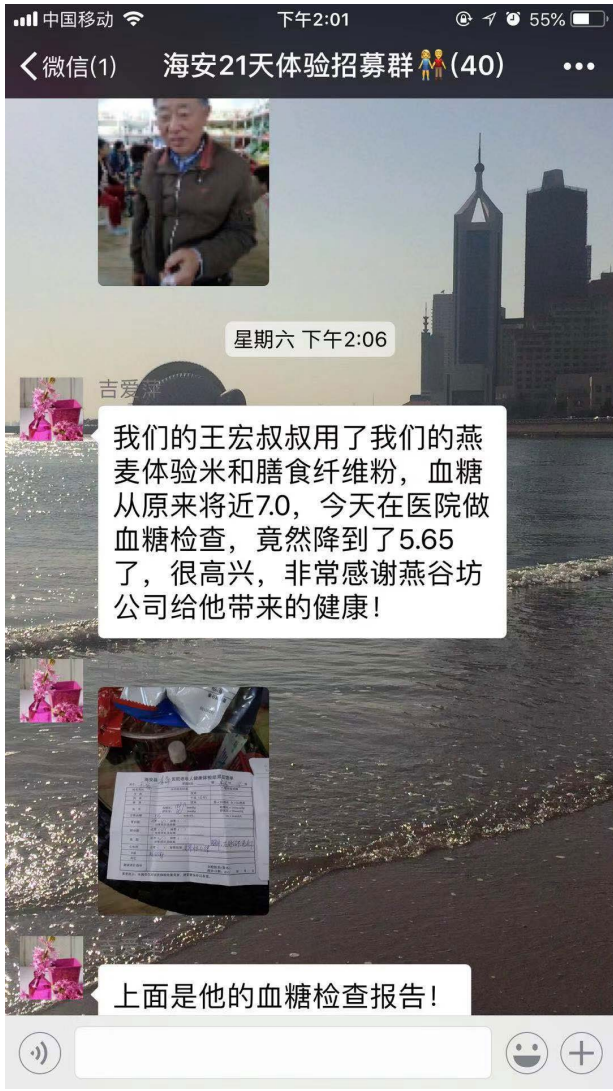 中国移动 下午2:01 55%
微信(1) 海安21天体验招募群(40)
星期六 下午2:06
吉爱萍
我们的王宏叔叔用了我们的燕
麦体验米和膳食纤维粉，血糖
从原来将近7.0，今天在医院做
血糖检查，竟然降到了5.65
了，很高兴，非常感谢燕谷坊
公司给他带来的健康！
上面是他的血糖检查报告！